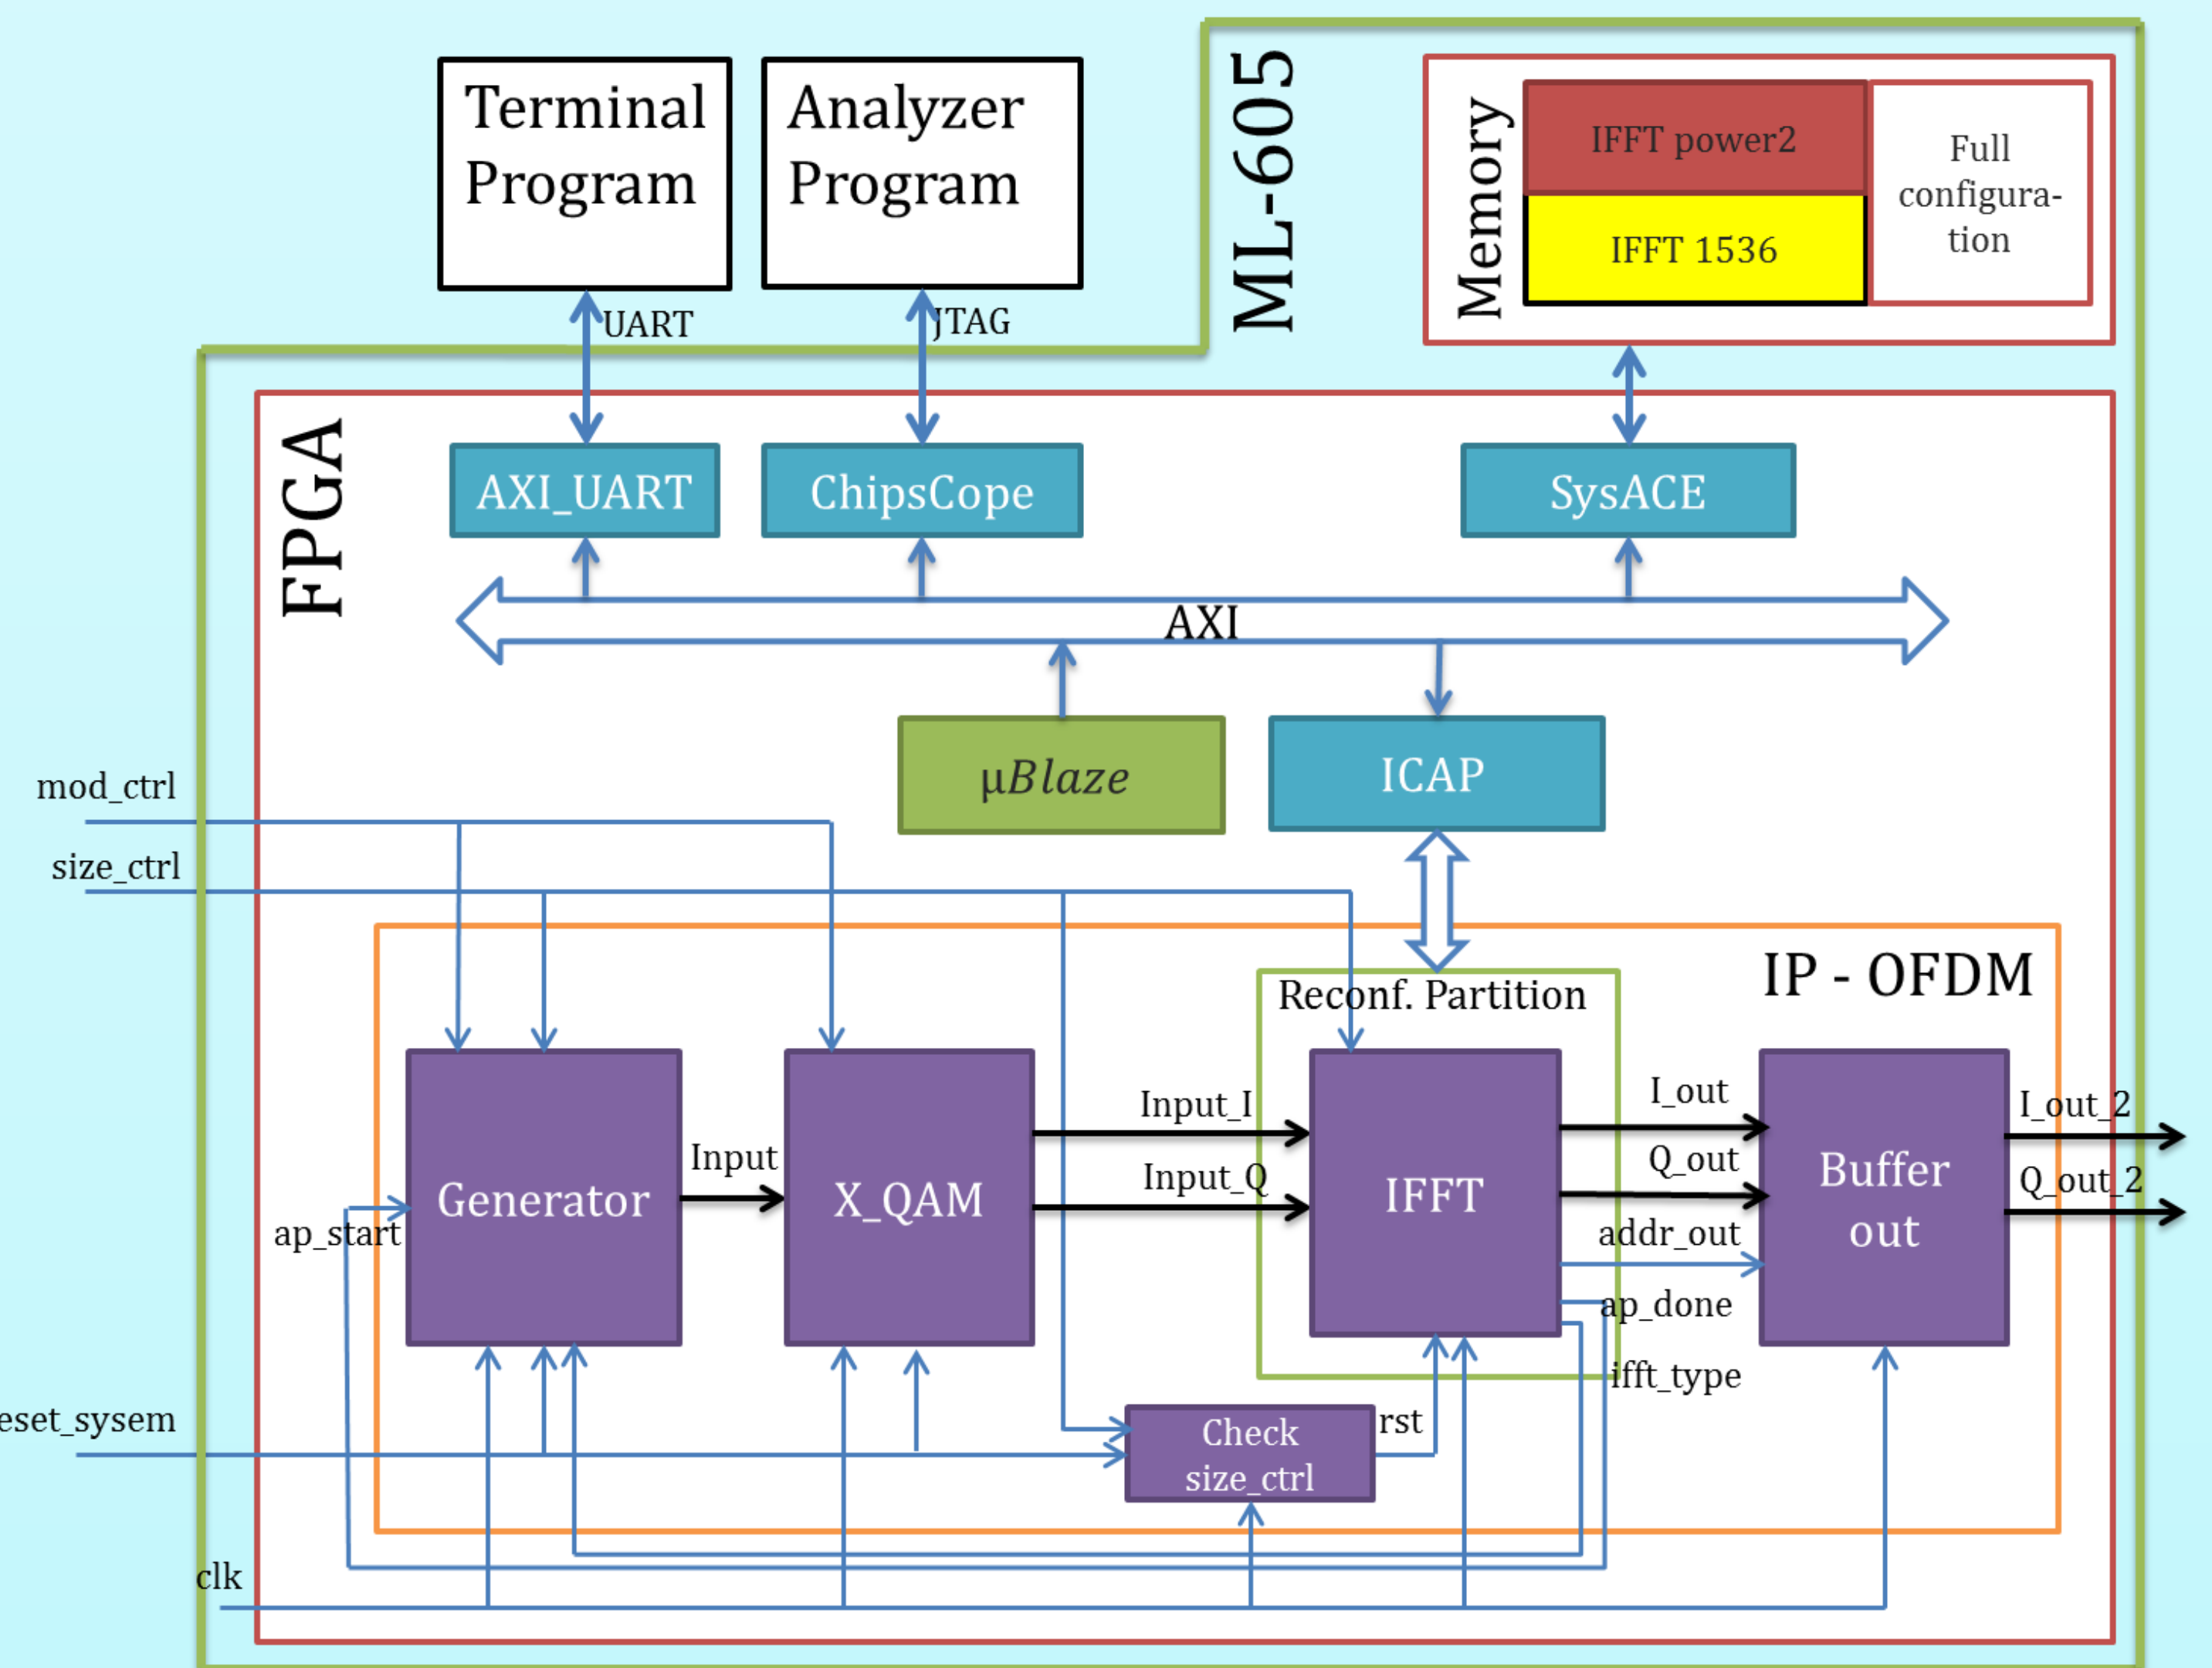 Terminal
Program
Analyzer
Program
ML-605
Memory
IFFT power2
IFFT 1536
Full
configura-
tion
UART
JTAG
FPGA
AXI_UART
ChipsCope
SysACE
AXI
µBlaze
ICAP
mod_ctrl
size_ctrl
IP - OFDM
Reconf. Partition
Generator
Input
X_QAM
Input_I
Input_Q
IFFT
I_out
Q_out
addr_out
ap_done
ifft_type
Buffer
out
I_out_2
Q_out_2
ap_start
eset_sysem
Check
size_ctrl
rst
clk